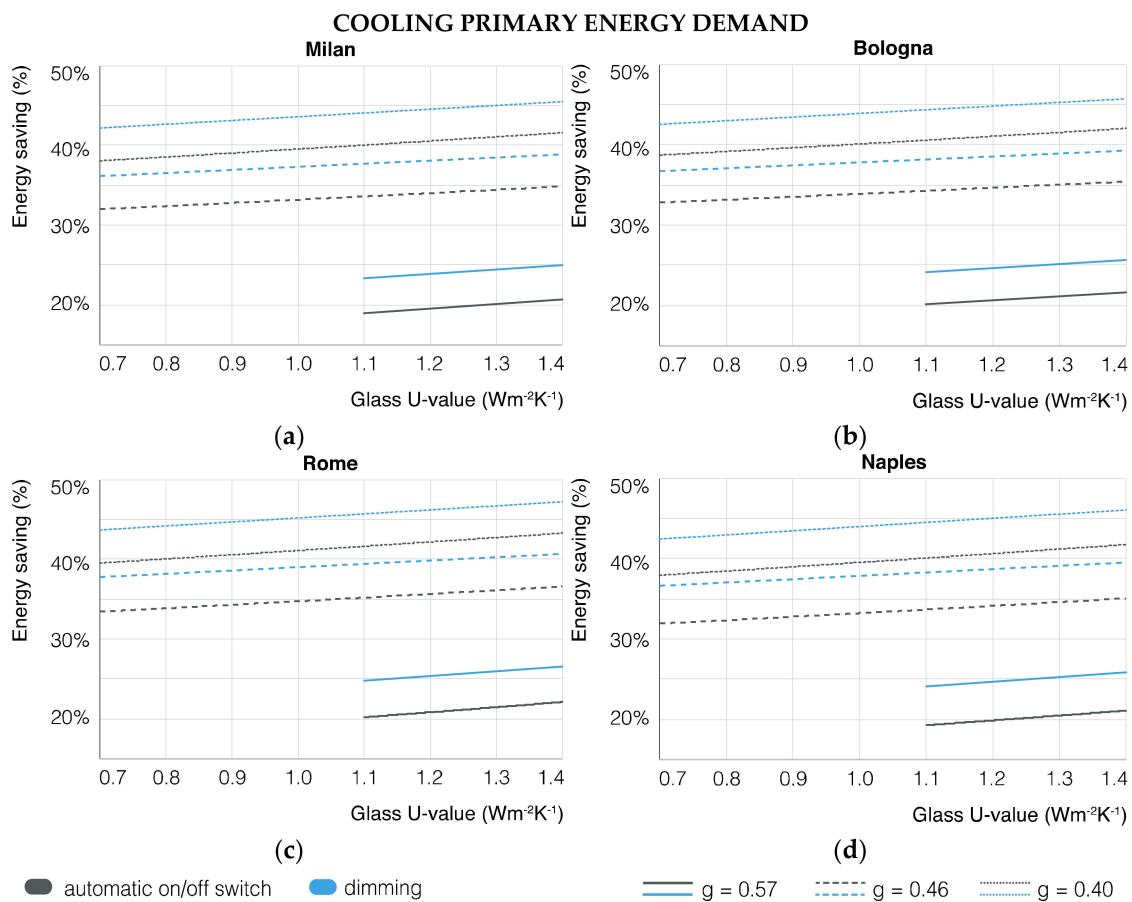 COOLING PRIMARY ENERGY DEMAND
Milan
Energy saving (%)
50%
40%
30%
20%
0.7 0.8 0.9 1.0 1.1 1.2 1.3 1.4
Glass U-value (Wm-2K-1)
(a)
Bologna
Energy saving (%)
50%
40%
30%
20%
0.7 0.8 0.9 1.0 1.1 1.2 1.3 1.4
Glass U-value (Wm-2K-1)
(b)
Rome
Energy saving (%)
50%
40%
30%
20%
0.7 0.8 0.9 1.0 1.1 1.2 1.3 1.4
Glass U-value (Wm-2K-1)
(c)
Naples
Energy saving (%)
50%
40%
30%
20%
0.7 0.8 0.9 1.0 1.1 1.2 1.3 1.4
Glass U-value (Wm-2K-1)
(d)
automatic on/off switch dimming g = 0.57 g = 0.46 g = 0.40